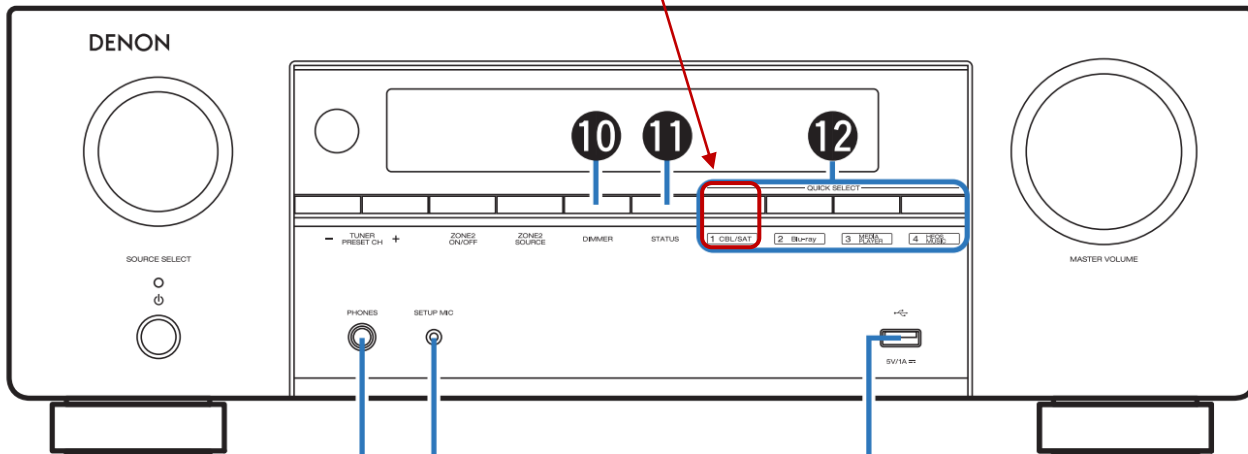 DENON
10
11
12
QUICK SELECT
− TUNER PRESET CH +
ZONE2 ON/OFF
ZONE2 SOURCE
DIMMER
STATUS
1 CBL/SAT
2 Blu-ray
3 MEDIA PLAYER
4 HEOS MUSIC
SOURCE SELECT
MASTER VOLUME
PHONES
SETUP MIC
5V/1A